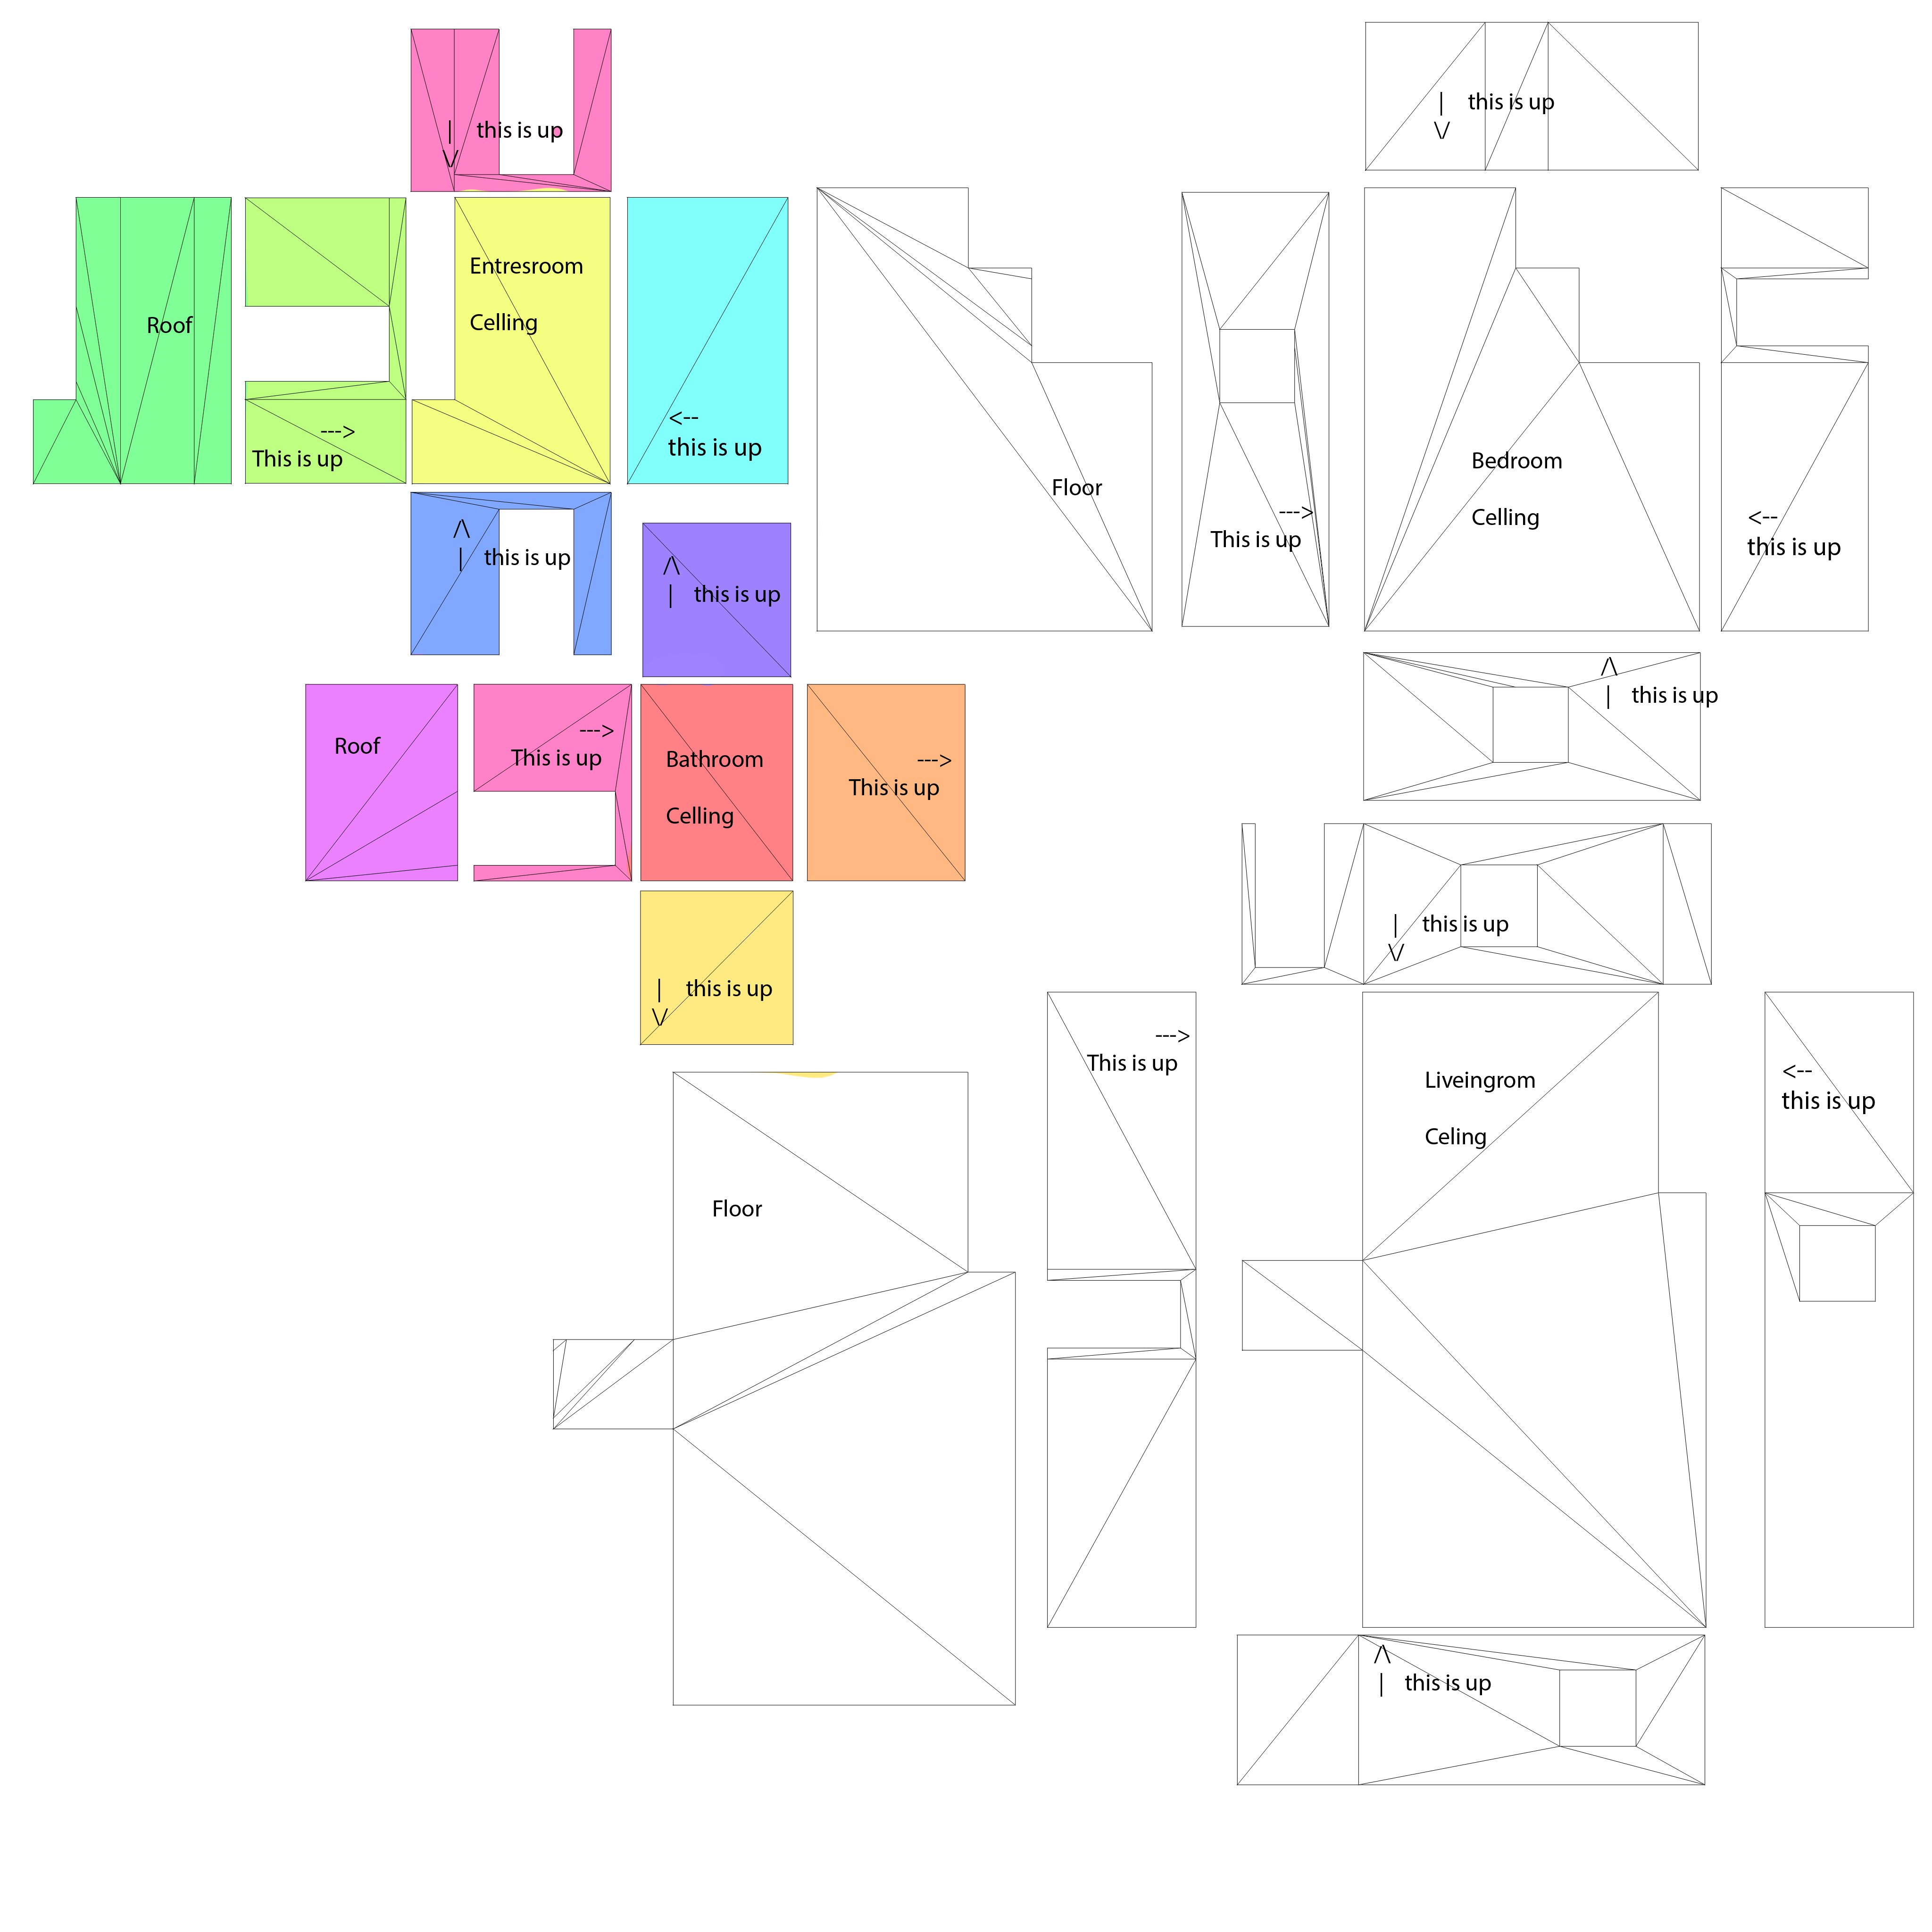 | this is up
\/
| this is up
\/
Roof
Entresroom
Celling
<--
this is up
--->
This is up
Floor
--->
This is up
Bedroom
Celling
<--
this is up
/\
| this is up
/\
| this is up
/\
| this is up
Roof
--->
This is up
Bathroom
Celling
--->
This is up
| this is up
\/
| this is up
\/
Floor
--->
This is up
Liveingrom
Celing
<--
this is up
/\
| this is up